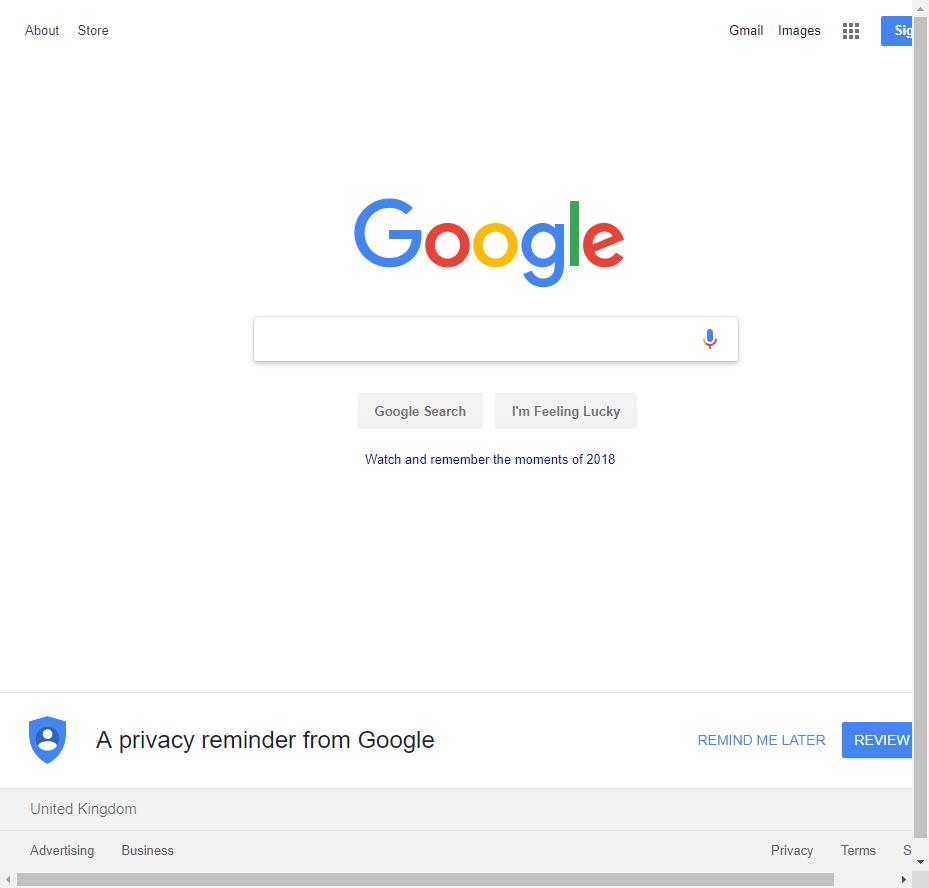 About Store Gmail Images Sig
Google
Google Search I'm Feeling Lucky
Watch and remember the moments of 2018
A privacy reminder from Google REMIND ME LATER REVIEW
United Kingdom
Advertising Business Privacy Terms S